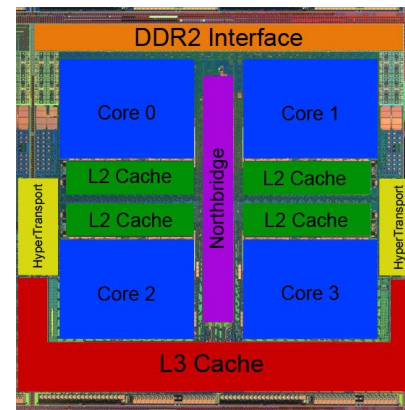 DDR2 Interface
Core 0
Core 1
L2 Cache
L2 Cache
HyperTransport
Northbridge
HyperTransport
L2 Cache
L2 Cache
Core 2
Core 3
L3 Cache